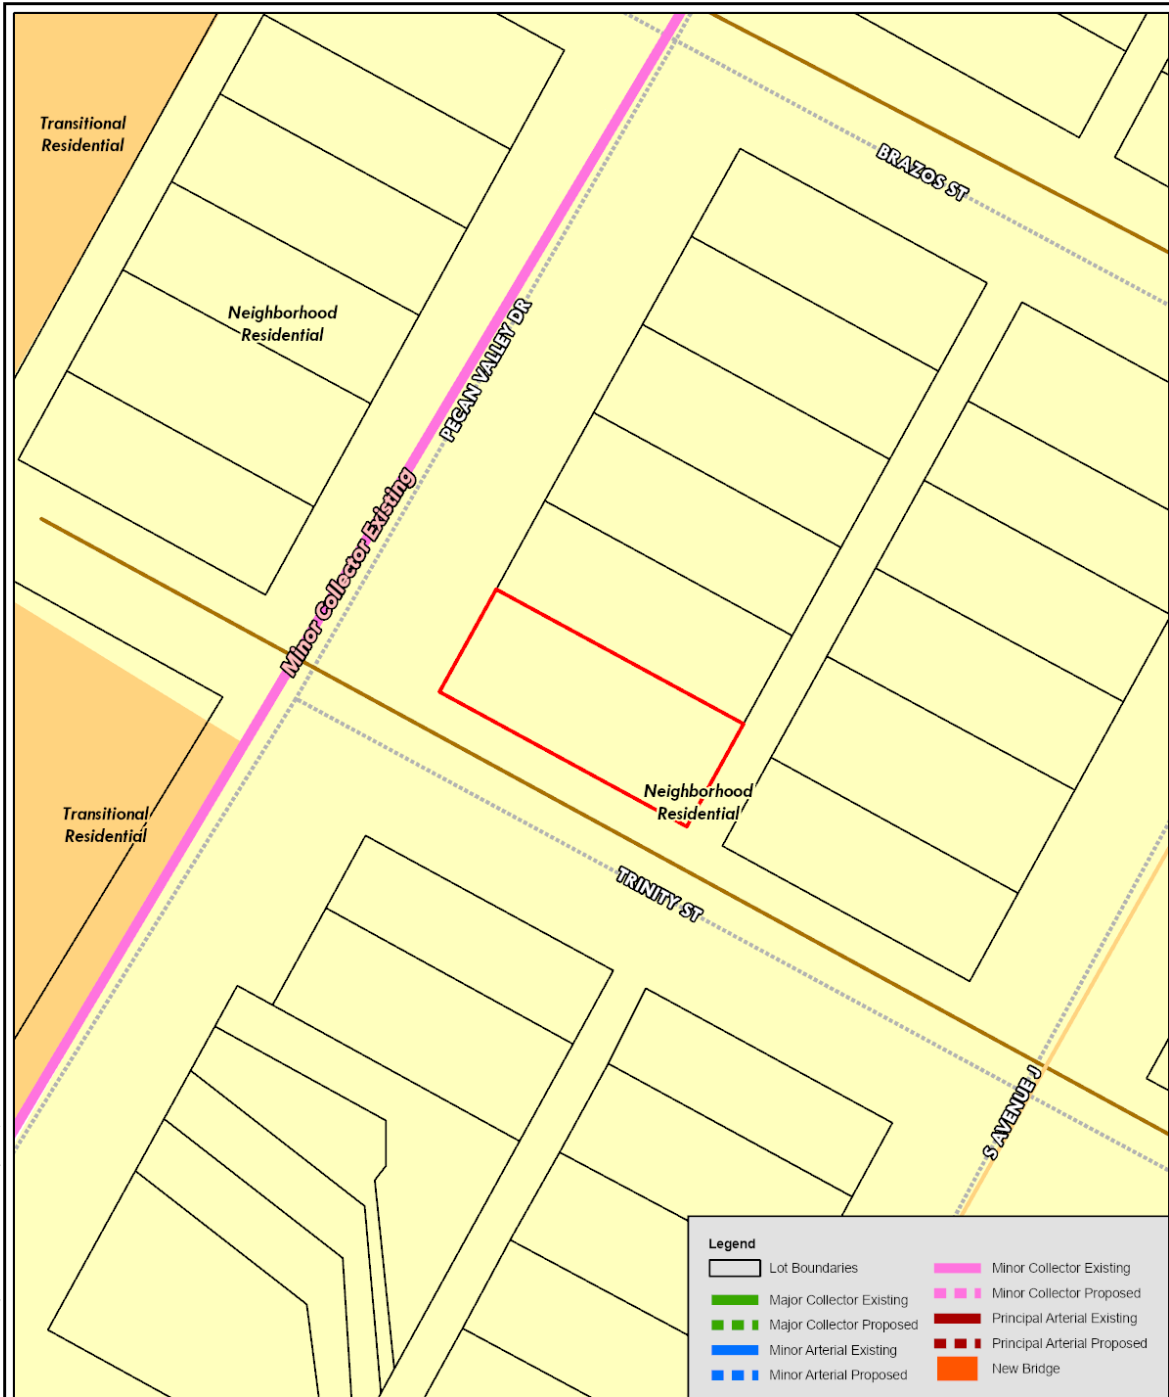 Transitional
Residential
BRAZOS ST
Neighborhood
Residential
PECAN VALLEY DR
Minor Collector Existing
Transitional
Residential
Neighborhood
Residential
TRINITY ST
S AVENUE J
Legend
Lot Boundaries
Major Collector Existing
Major Collector Proposed
Minor Arterial Existing
Minor Arterial Proposed
Minor Collector Existing
Minor Collector Proposed
Principal Arterial Existing
Principal Arterial Proposed
New Bridge